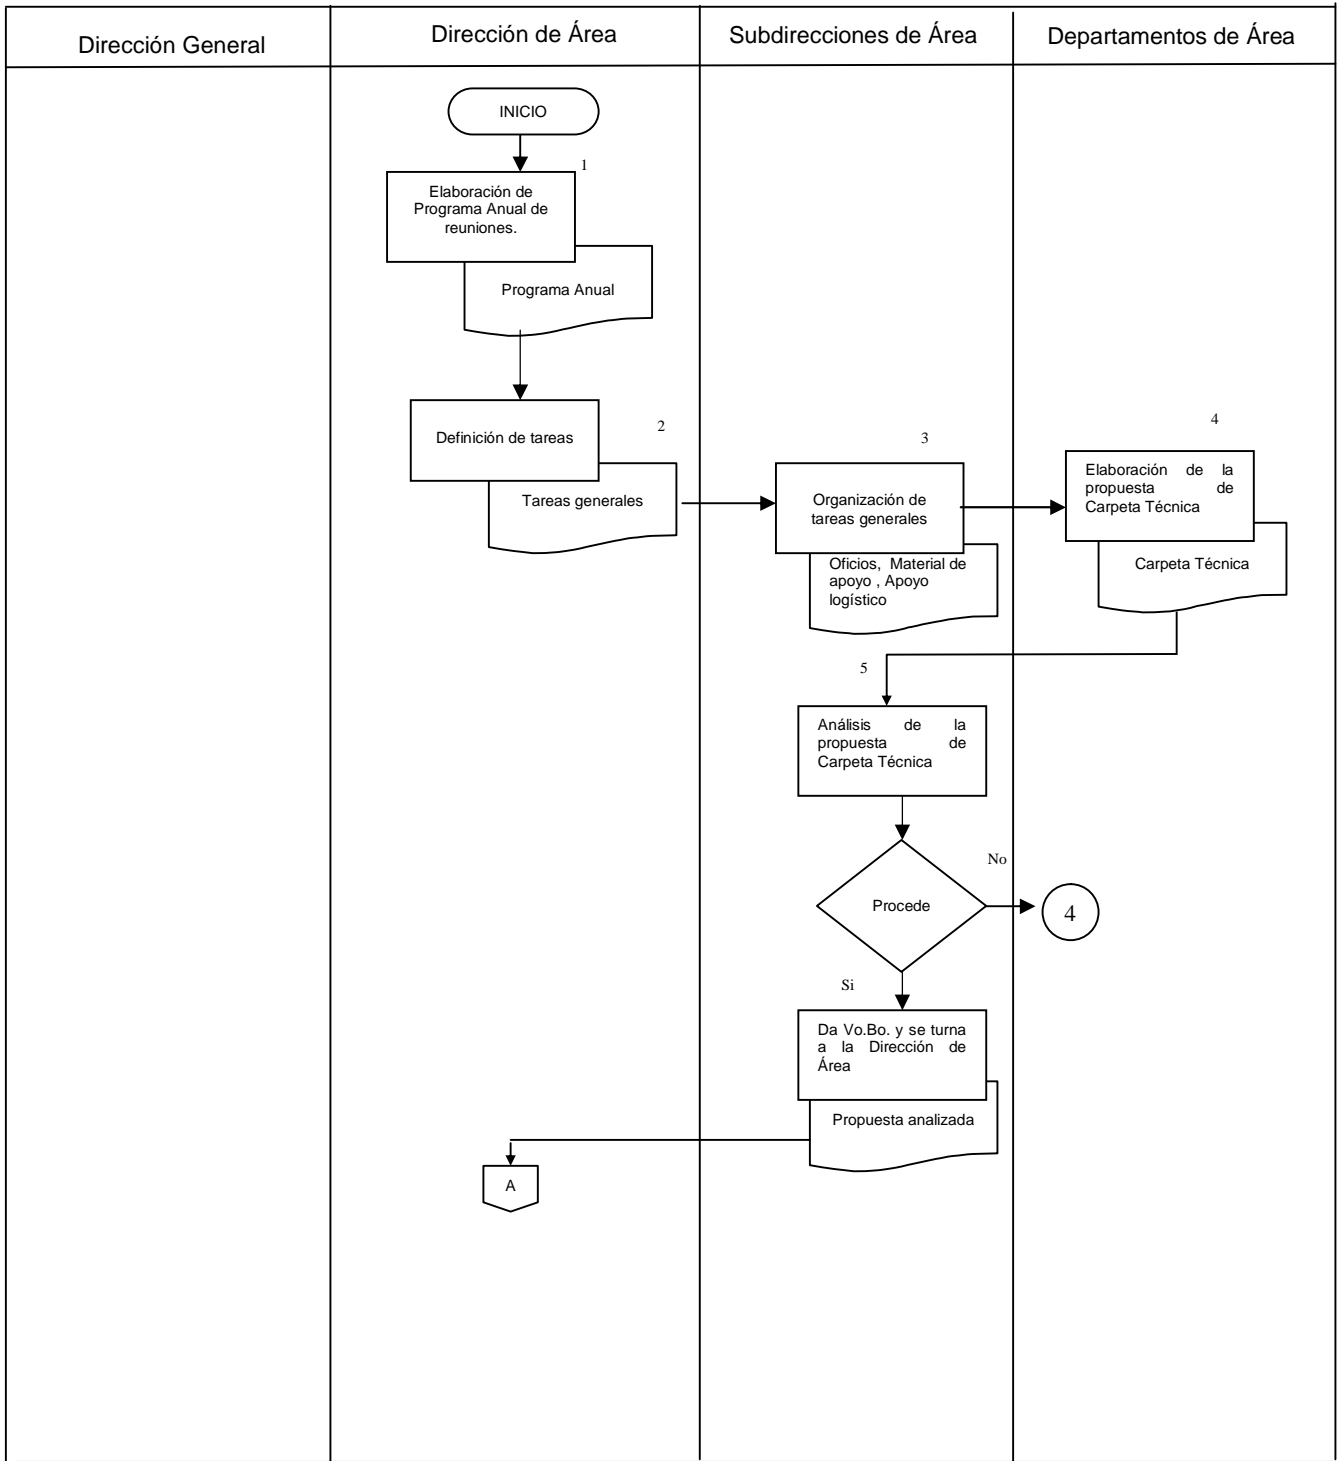 Dirección General
Dirección de Área
Subdirecciones de Área
Departamentos de Área
INICIO
1
Elaboración de
Programa Anual de
reuniones.
Programa Anual
2
Definición de tareas
Tareas generales
3
Organización de
tareas generales
Oficios, Material de
apoyo , Apoyo
logístico
4
Elaboración de la
propuesta de
Carpeta Técnica
Carpeta Técnica
5
Análisis de la
propuesta de
Carpeta Técnica
Procede
No
4
Si
Da Vo.Bo. y se turna
a la Dirección de
Área
Propuesta analizada
A